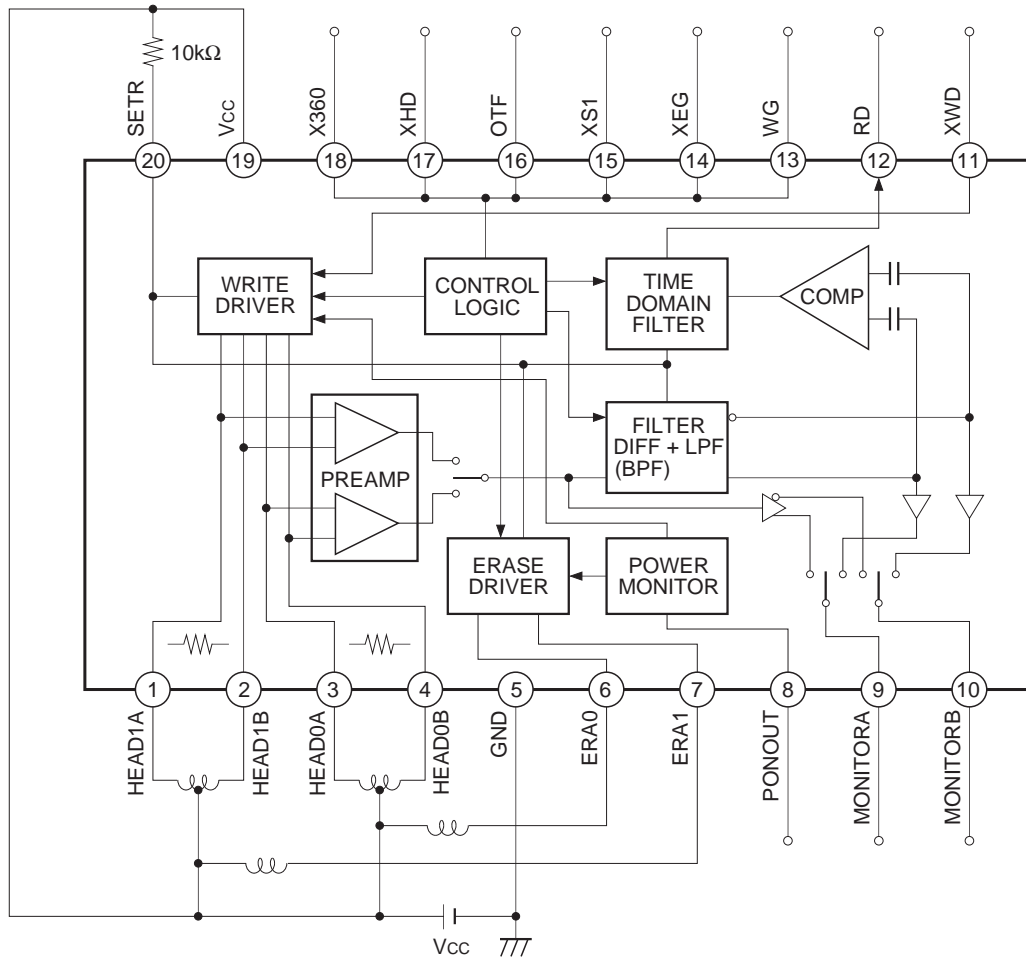 10kΩ
SETR
VCC
X360
XHD
OTF
XS1
XEG
WG
RD
XWD
20
19
18
17
16
15
14
13
12
11
WRITE
DRIVER
CONTROL
LOGIC
TIME
DOMAIN
FILTER
COMP
PREAMP
FILTER
DIFF + LPF
(BPF)
ERASE
DRIVER
POWER
MONITOR
1
2
3
4
5
6
7
8
9
10
HEAD1A
HEAD1B
HEAD0A
HEAD0B
GND
ERA0
ERA1
PONOUT
MONITORA
MONITORB
VCC